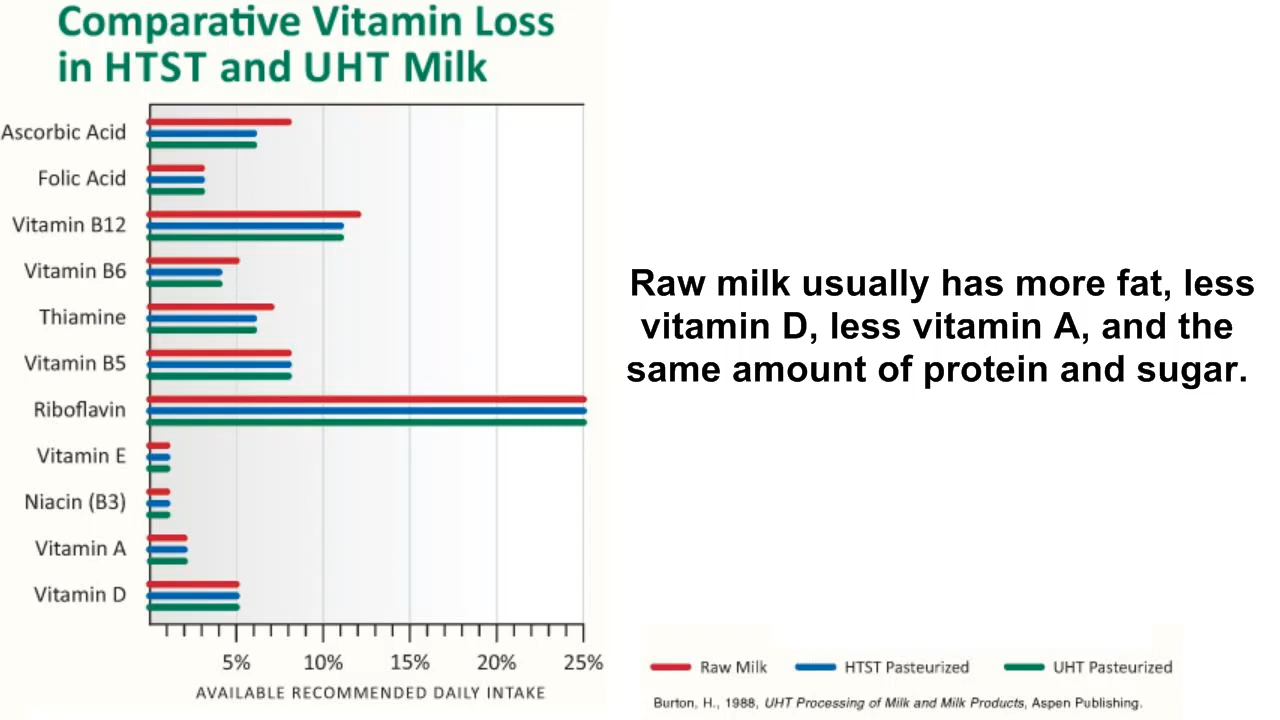 Comparative Vitamin Loss
in HTST and UHT Milk
Ascorbic Acid
Folic Acid
Vitamin B12
Vitamin B6
Thiamine
Vitamin B5
Riboflavin
Vitamin E
Niacin (B3)
Vitamin A
Vitamin D
5% 10% 15% 20% 25%
AVAILABLE RECOMMENDED DAILY INTAKE
Raw milk usually has more fat, less
vitamin D, less vitamin A, and the
same amount of protein and sugar.
Raw Milk HTST Pasteurized UHT Pasteurized
Burton, H., 1988, UHT Processing of Milk and Milk Products, Aspen Publishing.